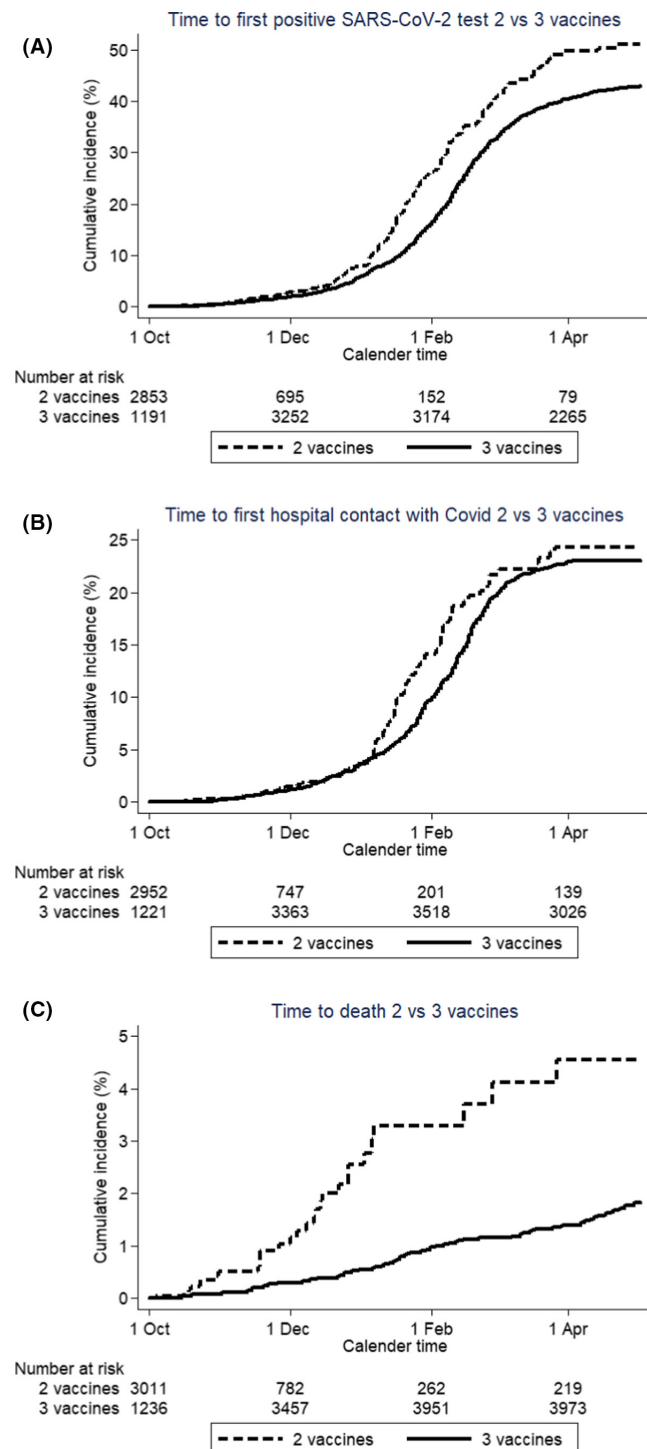 (A)
Time to first positive SARS-CoV-2 test 2 vs 3 vaccines
Cumulative incidence (%)
50
40
30
20
10
0
1 Oct 1 Dec 1 Feb 1 Apr
Calender time
Number at risk
2 vaccines 2853 695 152 79
3 vaccines 1191 3252 3174 2265
2 vaccines 3 vaccines
(B)
Time to first hospital contact with Covid 2 vs 3 vaccines
Cumulative incidence (%)
25
20
15
10
5
0
1 Oct 1 Dec 1 Feb 1 Apr
Calender time
Number at risk
2 vaccines 2952 747 201 139
3 vaccines 1221 3363 3518 3026
2 vaccines 3 vaccines
(C)
Time to death 2 vs 3 vaccines
Cumulative incidence (%)
5
4
3
2
1
0
1 Oct 1 Dec 1 Feb 1 Apr
Calender time
Number at risk
2 vaccines 3011 782 262 219
3 vaccines 1236 3457 3951 3973
2 vaccines 3 vaccines